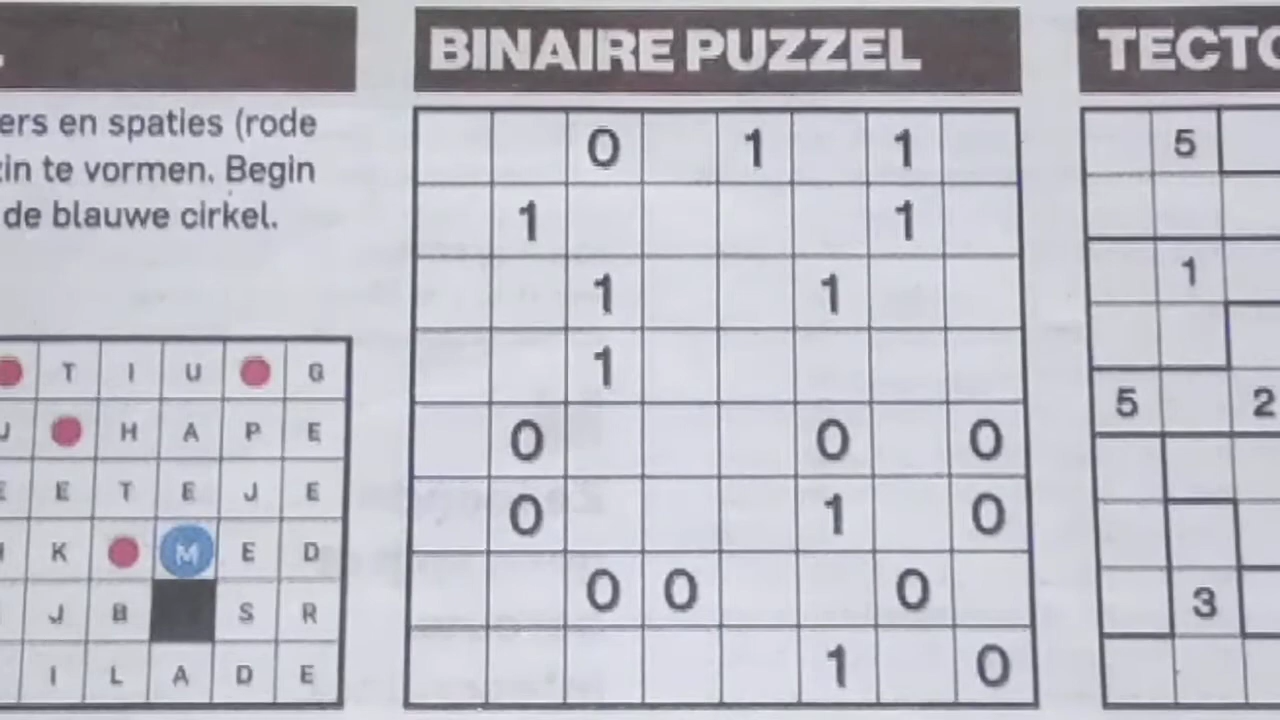 BINAIRE PUZZEL
TECTO
ers en spaties (rode
in te vormen. Begin
de blauwe cirkel.
0 1 1
1 1
1 1
1
0 0 0
0 1 0
0 0 0
1 0
T I U G
H A P E
E T E J E
K M E D
J B S R
I L A D E
5
1
5 2
3